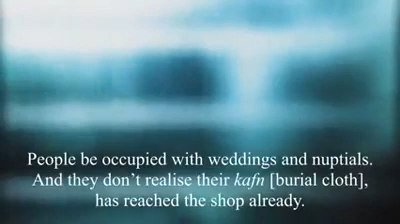 People be occupied with weddings and nuptials.
And they don't realise their kafn [burial cloth],
has reached the shop already.